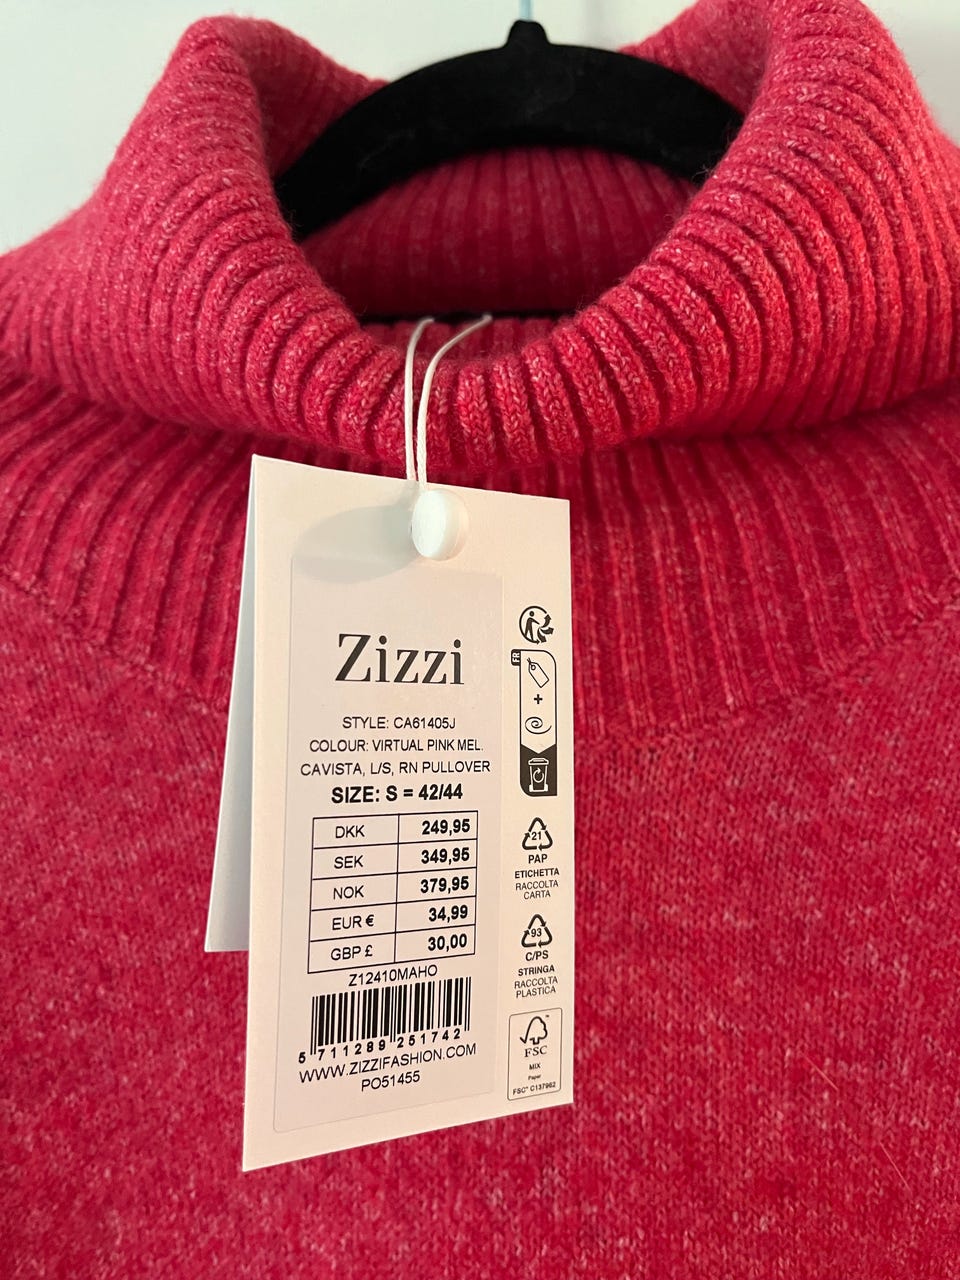 Zizzi
STYLE: CA61405J
COLOUR: VIRTUAL PINK MEL.
CAVISTA, L/S, RN PULLOVER
SIZE: S = 42/44
DKK 249,95
SEK 349,95
NOK 379,95
EUR € 34,99
GBP £ 30,00
Z12410MAHO
5 711289 251742
WWW.ZIZZIFASHION.COM
PO51455
FR
+
21
PAP
ETICHETTA
RACCOLTA
CARTA
93
C/PS
STRINGA
RACCOLTA
PLASTICA
FSC
MIX
Paper
FSC™ C137962